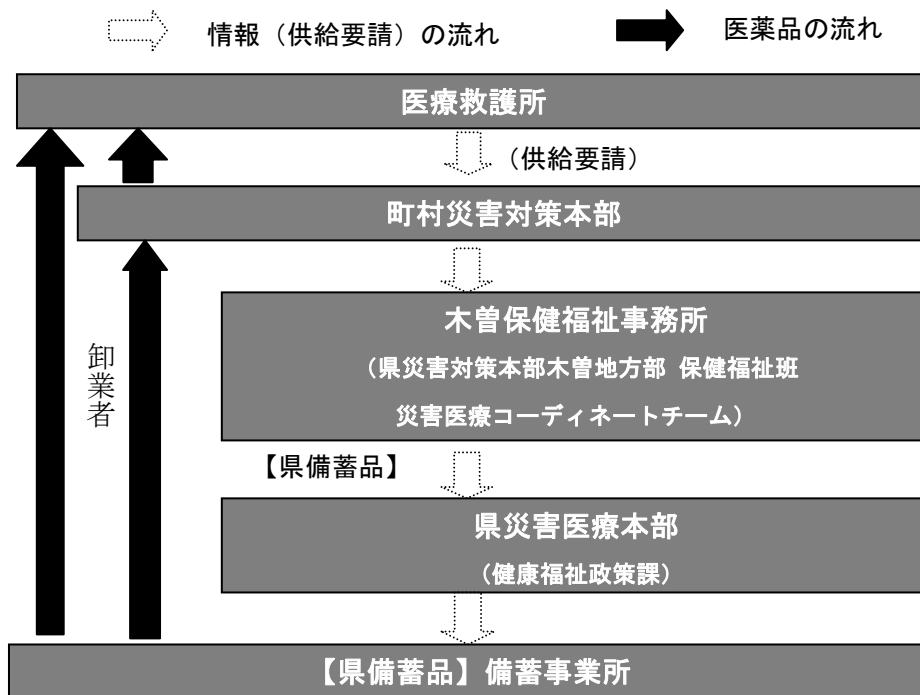 情報（供給要請）の流れ
医薬品の流れ
医療救護所
（供給要請）
町村災害対策本部
木曽保健福祉事務所
（県災害対策本部木曽地方部 保健福祉班
災害医療コーディネートチーム）
卸業者
【県備蓄品】
県災害医療本部
（健康福祉政策課）
【県備蓄品】備蓄事業所